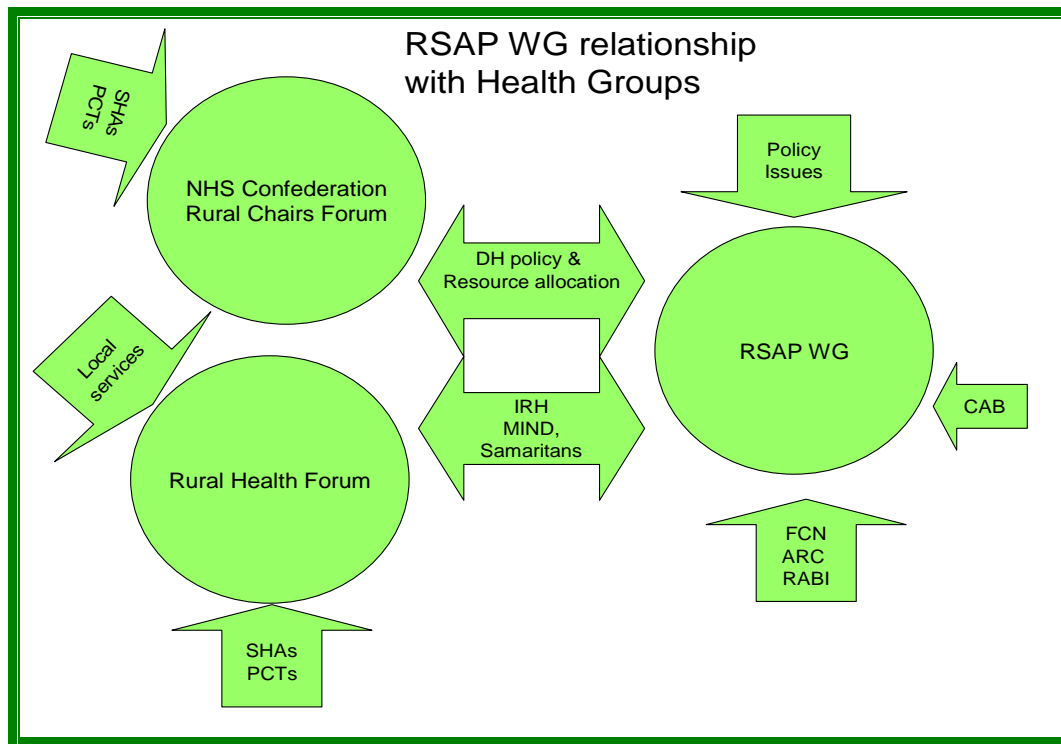 RSAP WG relationship
with Health Groups
SHAs
PCTs
NHS Confederation
Rural Chairs Forum
Policy
Issues
DH policy &
Resource allocation
Local
services
RSAP WG
IRH
MIND,
Samaritans
CAB
Rural Health Forum
FCN
ARC
RABI
SHAs
PCTs